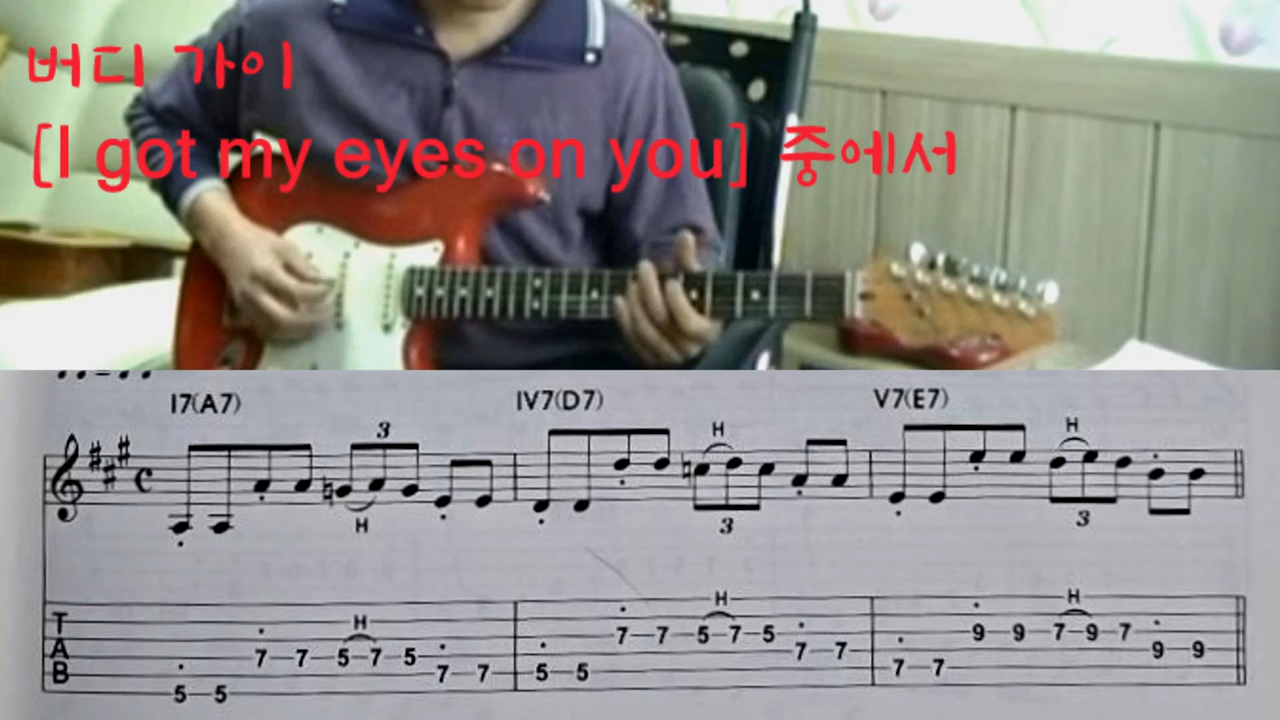 버디 가이
[I got my eyes on you] 중에서
I7(A7) IV7(D7) V7(E7)
3 H H
H 3 3
H H H
T 7 7 5 7 5 9 9 7 9 7
A 7 7 5 7 5 7 7 9 9
B 7 7 5 5 7 7
5 5